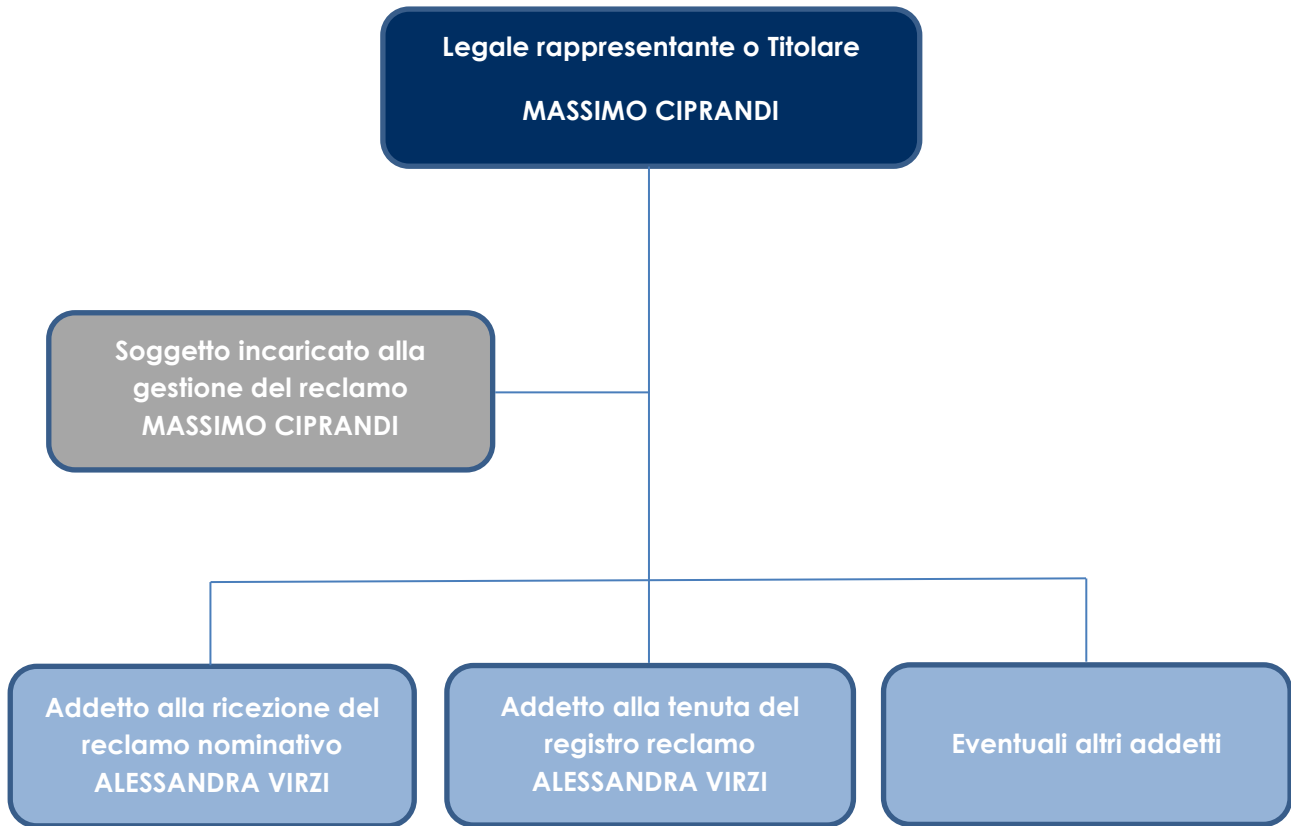 Legale rappresentante o Titolare
MASSIMO CIPRANDI
Soggetto incaricato alla
gestione del reclamo
MASSIMO CIPRANDI
Addetto alla ricezione del
reclamo nominativo
ALESSANDRA VIRZI
Addetto alla tenuta del
registro reclamo
ALESSANDRA VIRZI
Eventuali altri addetti